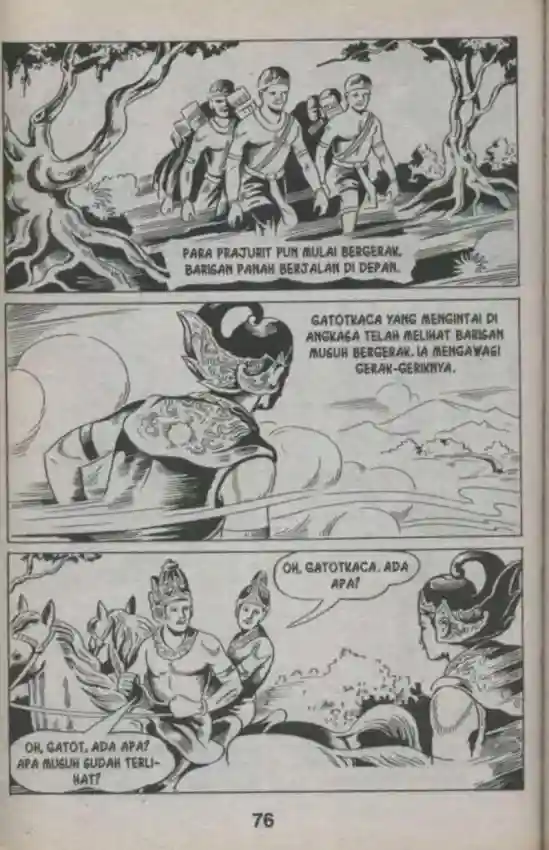 PARA PRAJURIT PUN MULAI BERGERAK.
BARISAN PANAH BERJALAN DI DEPAN.
GATOTKACA YANG MENGINTAI DI
ANGKASA TELAH MELIHAT BARISAN
MUSUH BERGERAK. IA MENGAWASI
GERAK-GERIKNYA.
OH, GATOTKACA. ADA
APA?
OH, GATOT. ADA APA?
APA MUSUH SUDAH TERLI-
HAT?
76